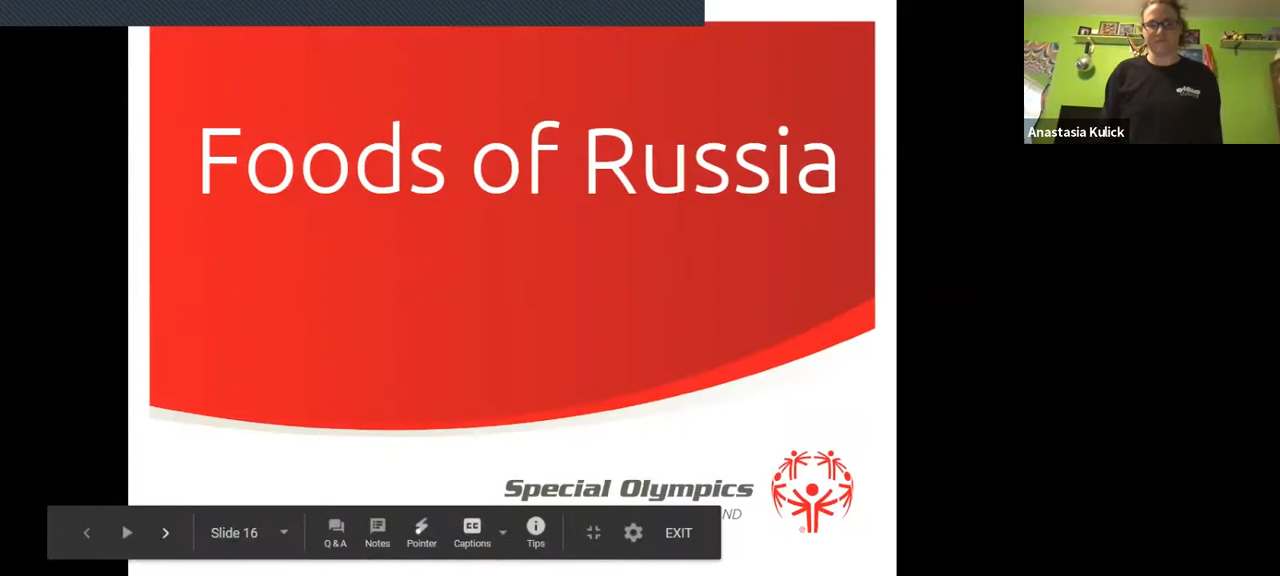 Foods of Russia
Anastasia Kulick
Special Olympics
ND
Slide 16
Q & A
Notes
Pointer
Captions
Tips
EXIT